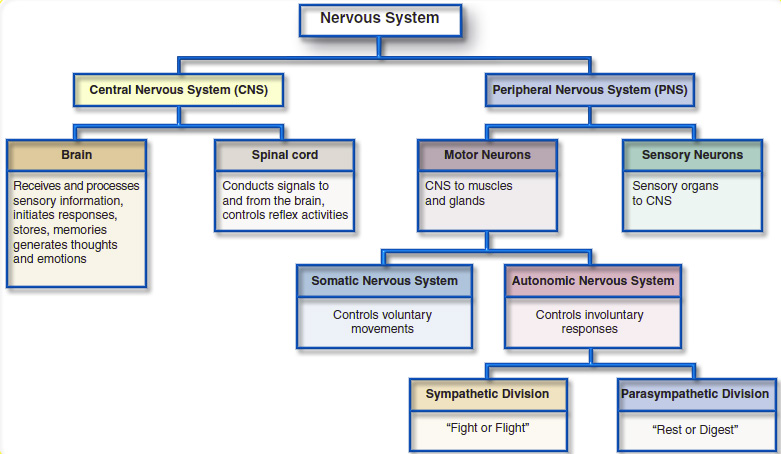 Nervous System
Central Nervous System (CNS)
Peripheral Nervous System (PNS)
Brain
Receives and processes
sensory information,
initiates responses,
stores, memories
generates thoughts
and emotions
Spinal cord
Conducts signals to
and from the brain,
controls reflex activities
Motor Neurons
CNS to muscles
and glands
Sensory Neurons
Sensory organs
to CNS
Somatic Nervous System
Controls voluntary
movements
Autonomic Nervous System
Controls involuntary
responses
Sympathetic Division
“Fight or Flight”
Parasympathetic Division
“Rest or Digest”